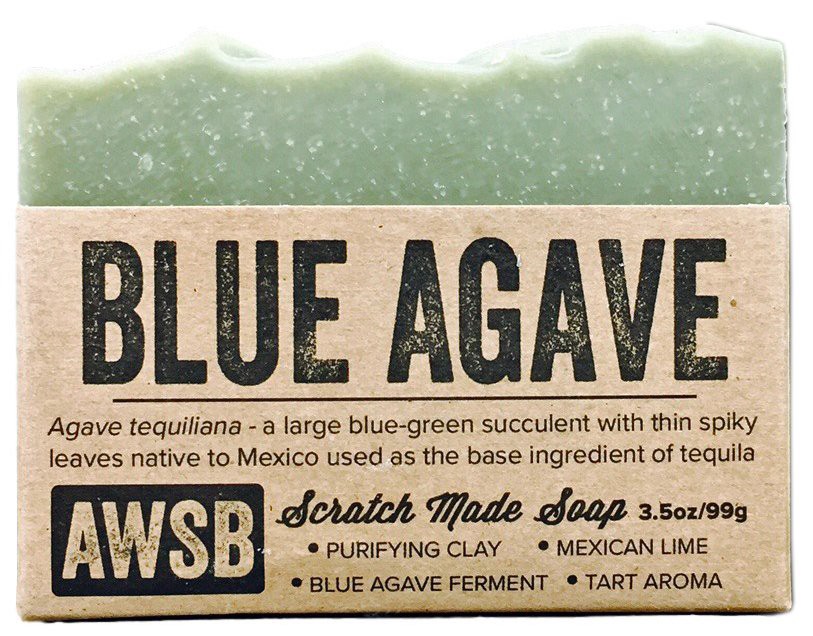 BLUE AGAVE
Agave tequiliana - a large blue-green succulent with thin spiky
leaves native to Mexico used as the base ingredient of tequila
AWSB
Scratch Made Soap 3.5oz/99g
• PURIFYING CLAY • MEXICAN LIME
• BLUE AGAVE FERMENT • TART AROMA